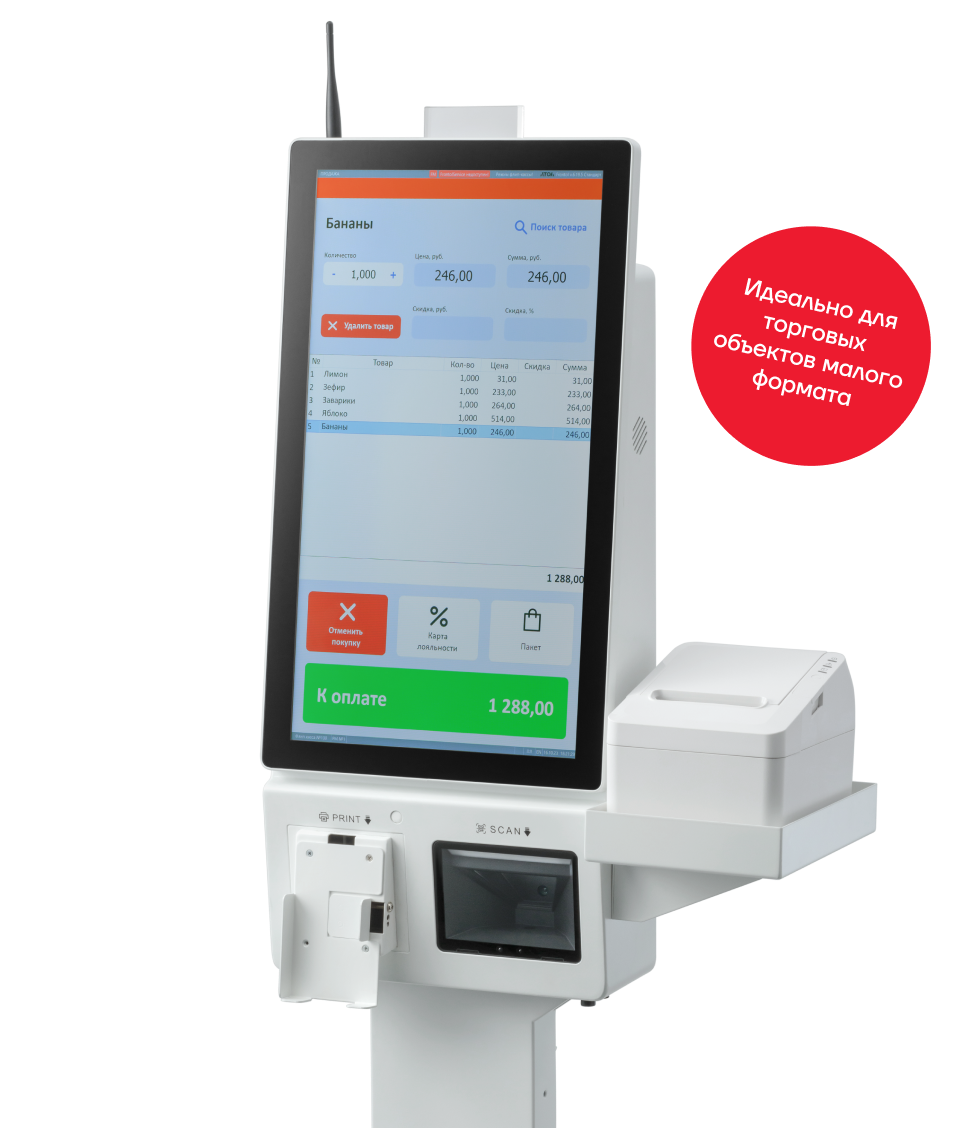 Бананы
Поиск товара
Количество Цена, руб. Сумма, руб.
- 1,000 + 246,00 246,00
Скидка, руб. Скидка, %
Удалить товар
№ Товар Кол-во Цена Скидка Сумма
1 Лимон 1,000 31,00 31,00
2 Зефир 1,000 233,00 233,00
3 Заварики 1,000 264,00 264,00
4 Яблоко 1,000 514,00 514,00
5 Бананы 1,000 246,00 246,00
1 288,00
Отменить
покупку
Карта
лояльности
Пакет
К оплате 1 288,00
PRINT
SCAN
Идеально для
торговых
объектов малого
формата